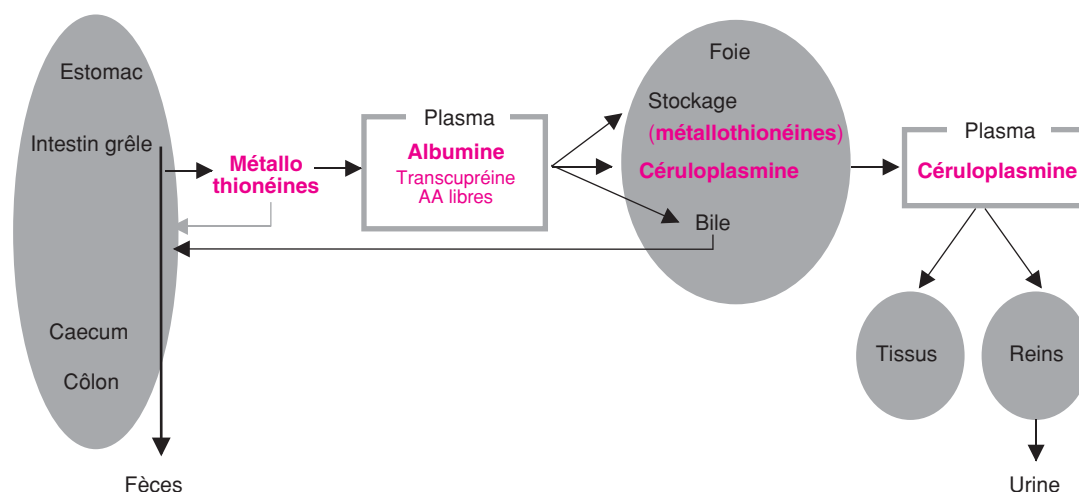 Estomac
Intestin grêle
Caecum
Côlon
Fèces
Métallo
thionéines
Plasma
Albumine
Transcupréine
AA libres
Foie
Stockage
(métallothionéines)
Céruloplasmine
Bile
Plasma
Céruloplasmine
Tissus
Reins
Urine